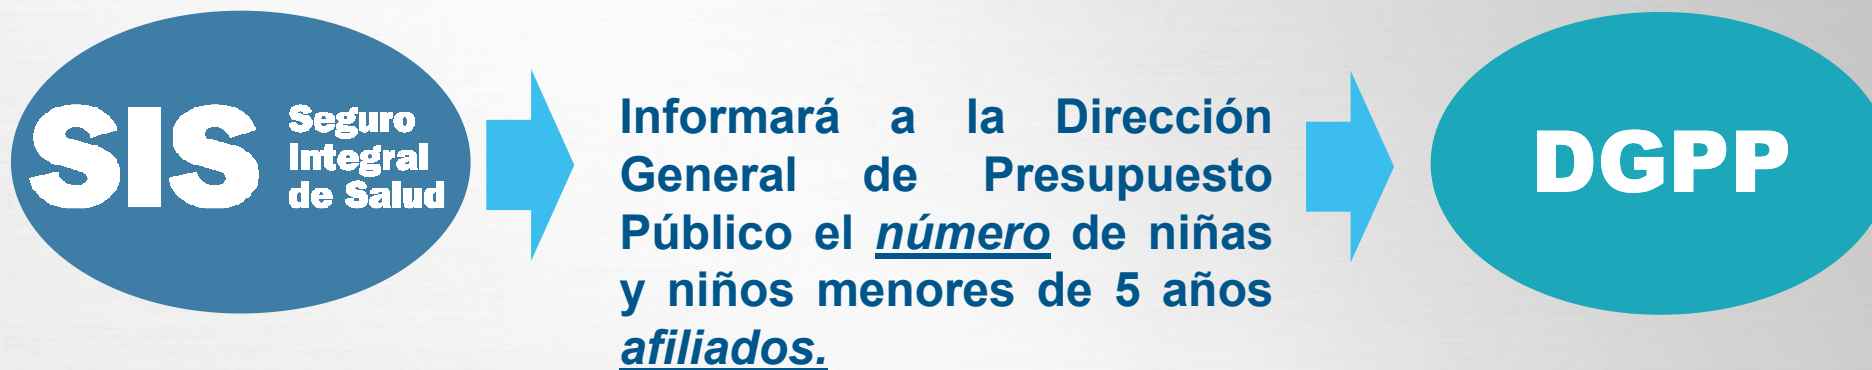 SIS
Seguro
Integral
de Salud
Informará a la Dirección
General de Presupuesto
Público el número de niñas
y niños menores de 5 años
afiliados.
DGPP